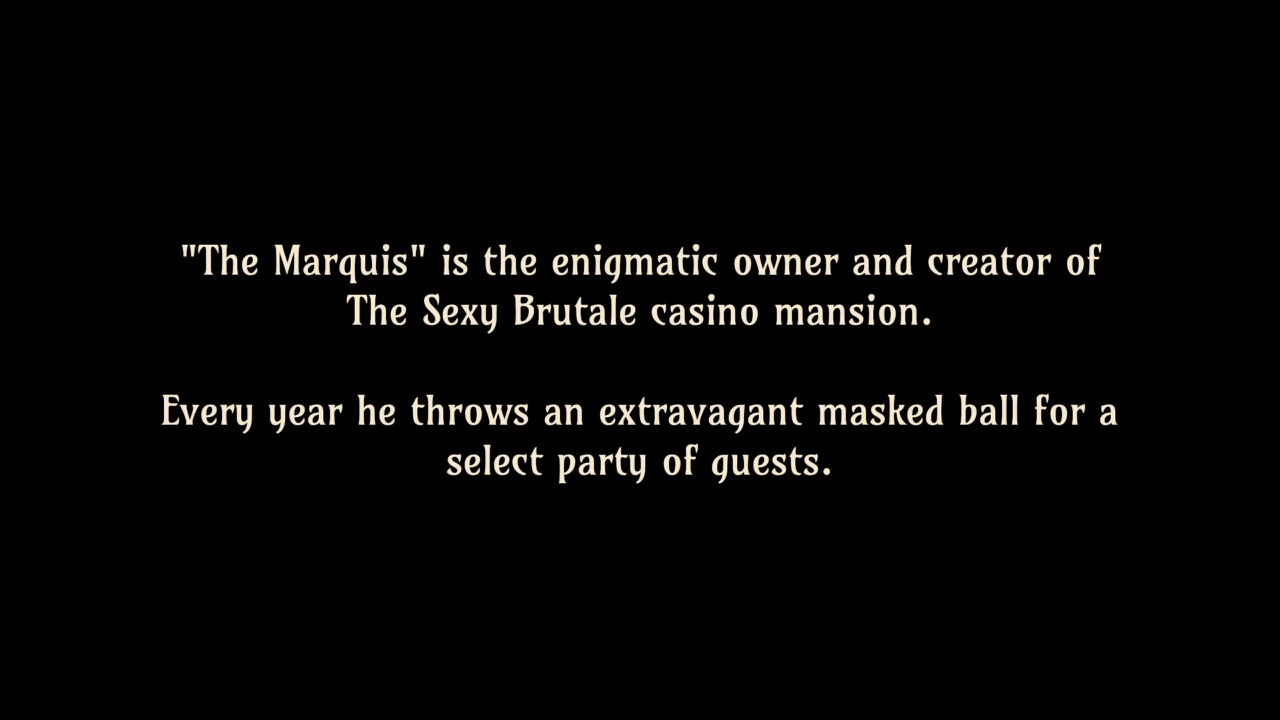 "The Marquis" is the enigmatic owner and creator of
The Sexy Brutale casino mansion.
Every year he throws an extravagant masked ball for a
select party of guests.